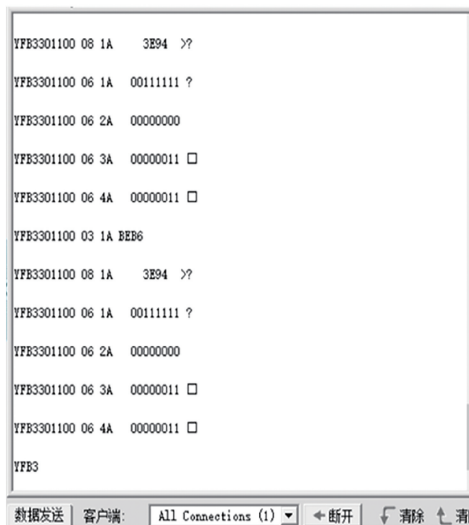 YFB3301100 08 1A 3E94 >?
YFB3301100 06 1A 00111111 ?
YFB3301100 06 2A 00000000
YFB3301100 06 3A 00000011 □
YFB3301100 06 4A 00000011 □
YFB3301100 03 1A BEB6
YFB3301100 08 1A 3E94 >?
YFB3301100 06 1A 00111111 ?
YFB3301100 06 2A 00000000
YFB3301100 06 3A 00000011 □
YFB3301100 06 4A 00000011 □
YFB3
数据发送 客户端: All Connections (1) 断开 清除